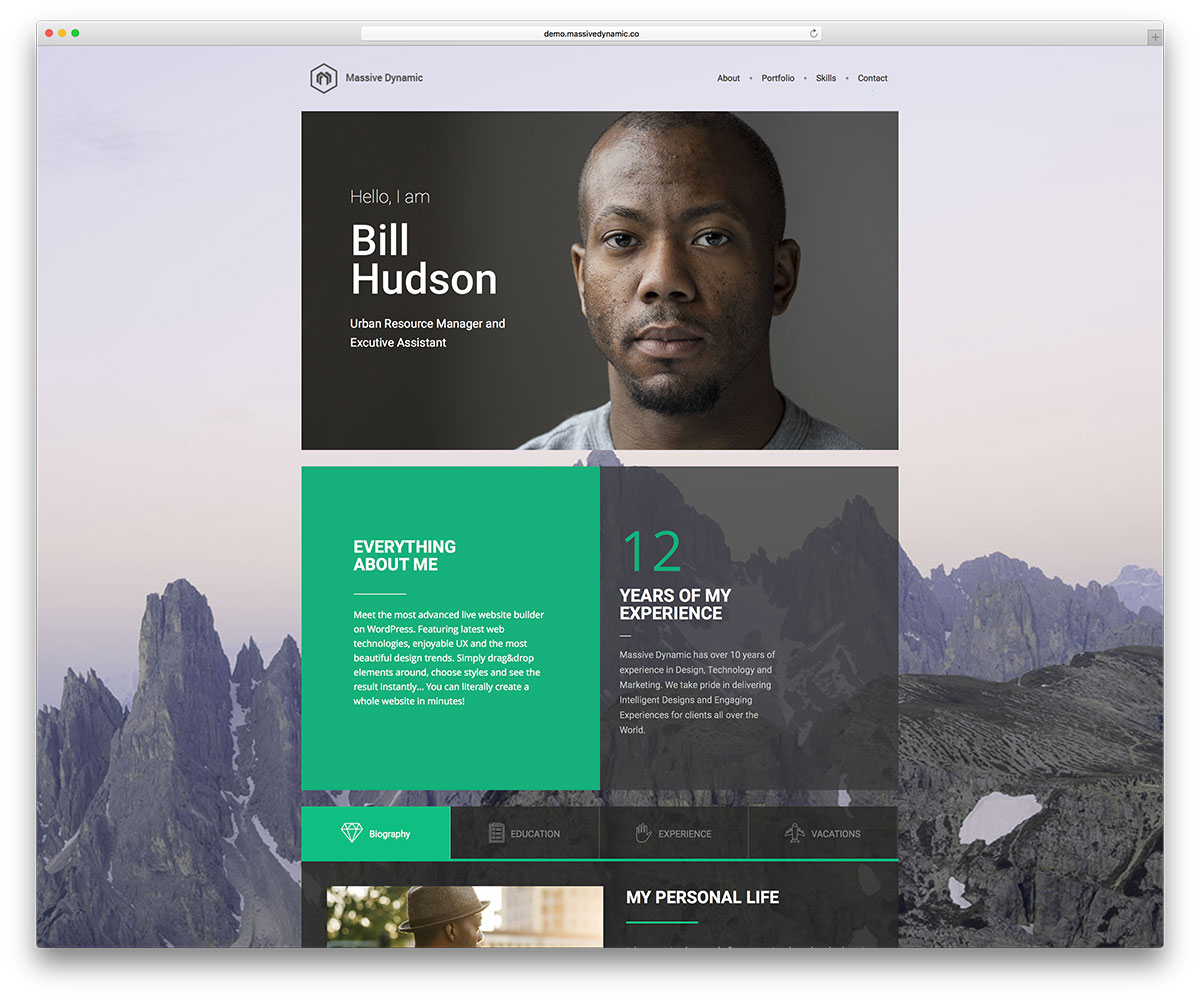 demo.massivedynamic.co
Massive Dynamic
About • Portfolio • Skills • Contact
Hello, I am
Bill
Hudson
Urban Resource Manager and
Excutive Assistant
EVERYTHING
ABOUT ME
Meet the most advanced live website builder
on WordPress. Featuring latest web
technologies, enjoyable UX and the most
beautiful design trends. Simply drag&drop
elements around, choose styles and see the
result instantly... You can literally create a
whole website in minutes!
12
YEARS OF MY
EXPERIENCE
Massive Dynamic has over 10 years of
experience in Design, Technology and
Marketing. We take pride in delivering
Intelligent Designs and Engaging
Experiences for clients all over the
World.
Biography
EDUCATION
EXPERIENCE
VACATIONS
MY PERSONAL LIFE